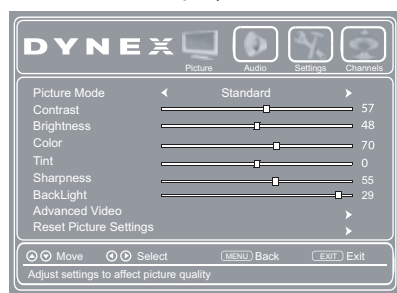 DYNEX
Picture Audio Settings Channels
Picture Mode Standard
Contrast 57
Brightness 48
Color 70
Tint 0
Sharpness 55
BackLight 29
Advanced Video
Reset Picture Settings
Move Select MENU Back EXIT Exit
Adjust settings to affect picture quality